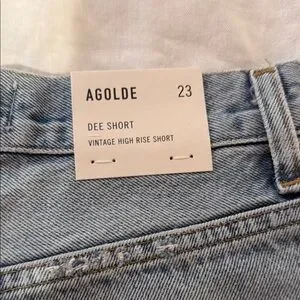 AGOLDE 23
DEE SHORT
VINTAGE HIGH RISE SHORT